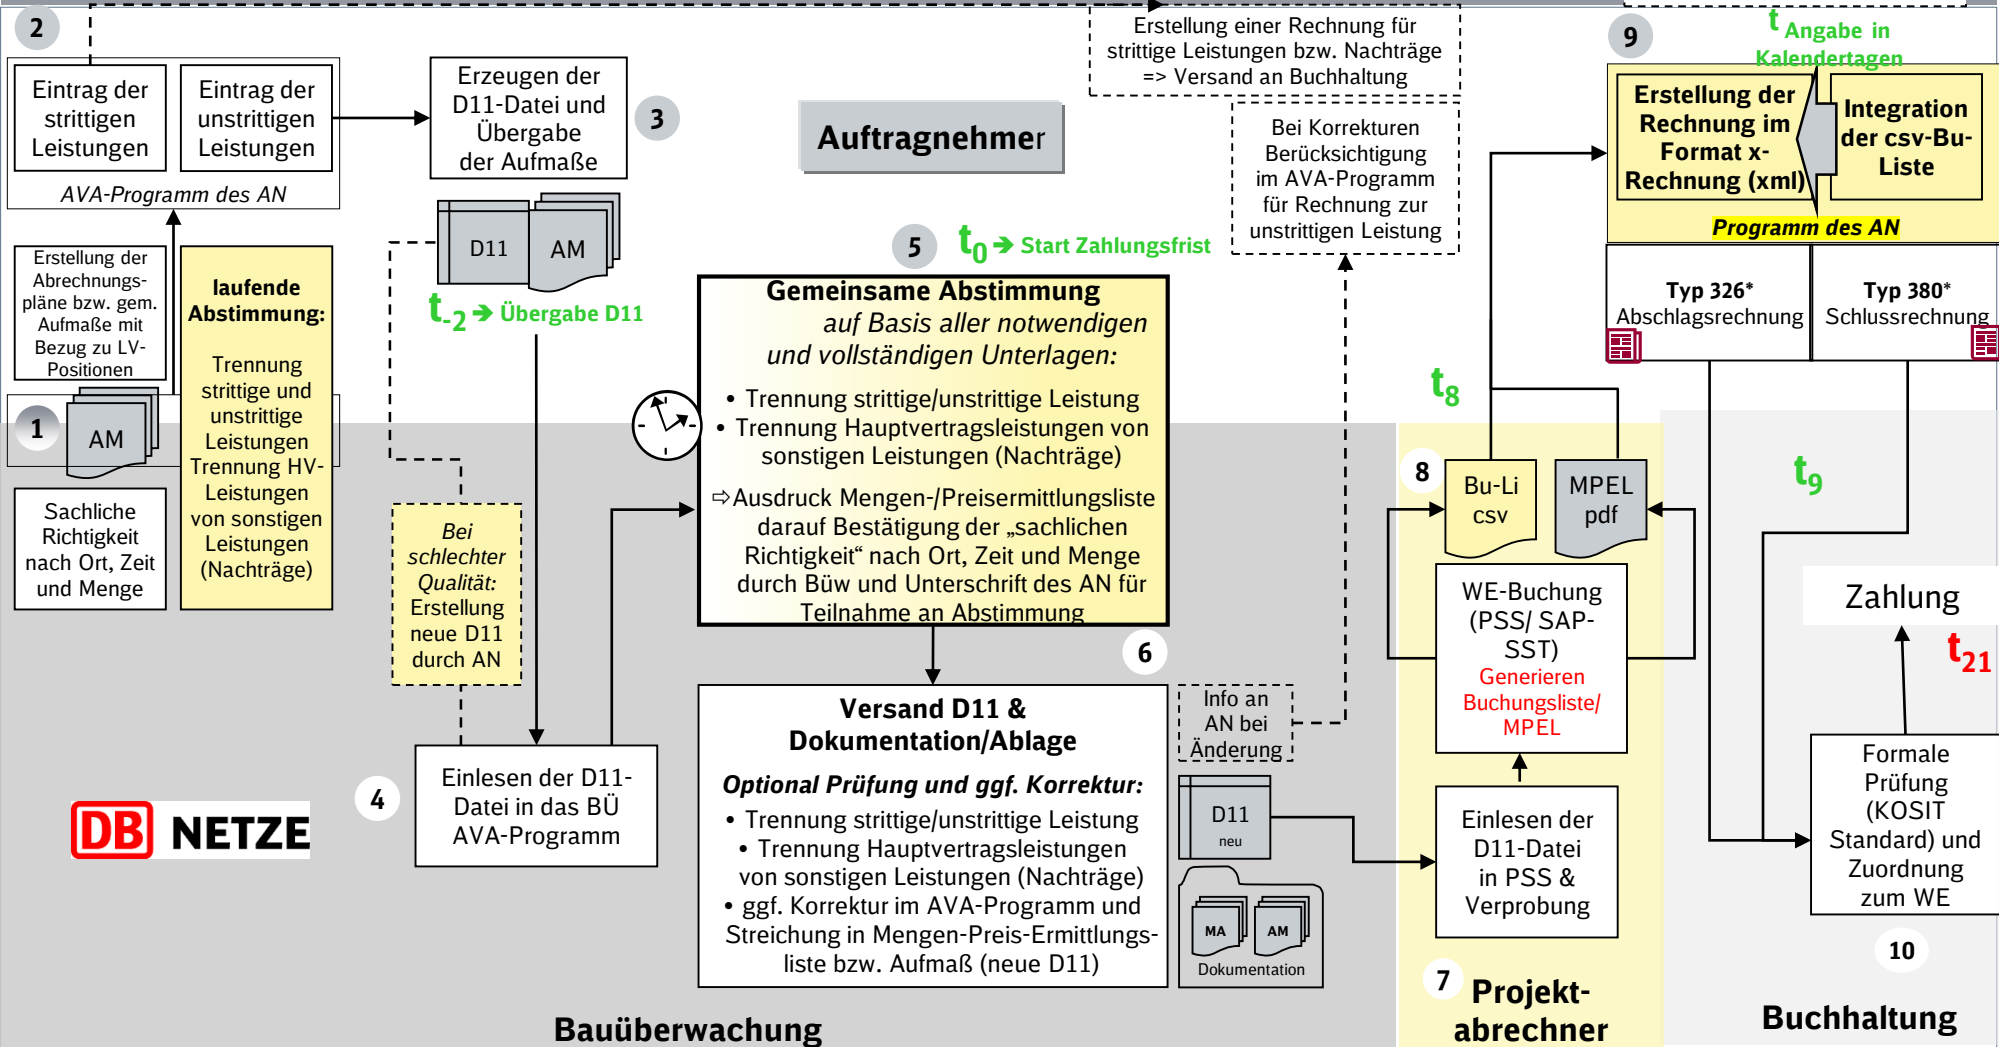 2
Eintrag der
strittigen
Leistungen
Eintrag der
unstrittigen
Leistungen
AVA-Programm des AN
Erzeugen der
D11-Datei und
Übergabe
der Aufmaße
3
D11
AM
t-2 ➔ Übergabe D11
Erstellung der
Abrechnungs-
pläne bzw. gem.
Aufmaße mit
Bezug zu LV-
Positionen
1
AM
Sachliche
Richtigkeit
nach Ort, Zeit
und Menge
laufende
Abstimmung:
Trennung
strittige und
unstrittige
Leistungen
Trennung HV-
Leistungen
von sonstigen
Leistungen
(Nachträge)
Bei
schlechter
Qualität:
Erstellung
neue D11
durch AN
4
Einlesen der D11-
Datei in das BÜ
AVA-Programm
DB NETZE
Auftragnehmer
Erstellung einer Rechnung für
strittige Leistungen bzw. Nachträge
=> Versand an Buchhaltung
Bei Korrekturen
Berücksichtigung
im AVA-Programm
für Rechnung zur
unstrittigen Leistung
5
t0 ➔ Start Zahlungsfrist
Gemeinsame Abstimmung
auf Basis aller notwendigen
und vollständigen Unterlagen:
• Trennung strittige/unstrittige Leistung
• Trennung Hauptvertragsleistungen von
sonstigen Leistungen (Nachträge)
⇨Ausdruck Mengen-/Preisermittlungsliste
darauf Bestätigung der „sachlichen
Richtigkeit“ nach Ort, Zeit und Menge
durch Büw und Unterschrift des AN für
Teilnahme an Abstimmung
6
Versand D11 &
Dokumentation/Ablage
Optional Prüfung und ggf. Korrektur:
• Trennung strittige/unstrittige Leistung
• Trennung Hauptvertragsleistungen
von sonstigen Leistungen (Nachträge)
• ggf. Korrektur im AVA-Programm und
Streichung in Mengen-Preis-Ermittlungs-
liste bzw. Aufmaß (neue D11)
Info an
AN bei
Änderung
D11
neu
MA
AM
Dokumentation
Bauüberwachung
7
Projekt-
abrechner
Einlesen der
D11-Datei
in PSS &
Verprobung
WE-Buchung
(PSS/ SAP-
SST)
Generieren
Buchungsliste/
MPEL
8
Bu-Li
csv
MPEL
pdf
t8
9
t Angabe in
Kalendertagen
Erstellung der
Rechnung im
Format x-
Rechnung (xml)
Integration
der csv-Bu-
Liste
Programm des AN
Typ 326*
Abschlagsrechnung
Typ 380*
Schlussrechnung
t9
Zahlung
t21
Formale
Prüfung
(KOSIT
Standard) und
Zuordnung
zum WE
10
Buchhaltung